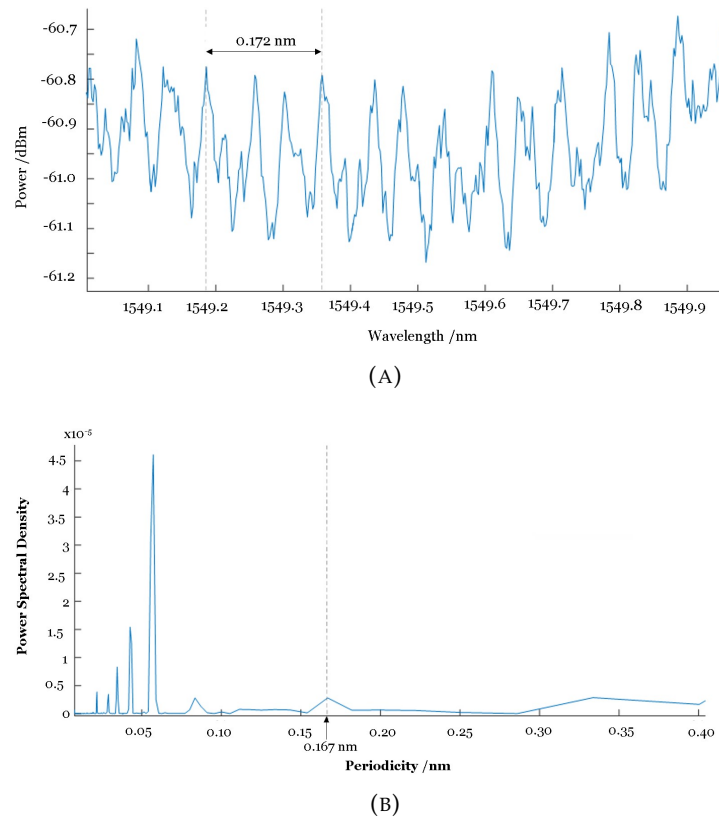 -60.7
-60.8
-60.9
-61.0
-61.1
-61.2
Power /dBm
0.172 nm
1549.1 1549.2 1549.3 1549.4 1549.5 1549.6 1549.7 1549.8 1549.9
Wavelength /nm
(A)
x10⁻⁵
4.5
4
3.5
3
2.5
2
1.5
1
0.5
0
Power Spectral Density
0.05 0.10 0.15 0.20 0.25 0.30 0.35 0.40
0.167 nm
Periodicity /nm
(B)